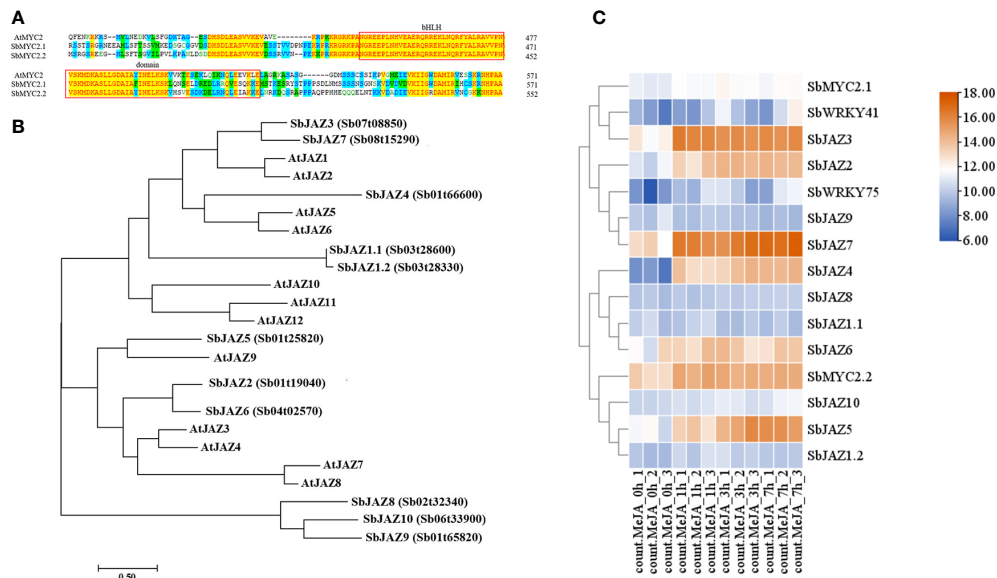 A
bHLH
AtMYC2
SbMYC2.1
SbMYC2.2
477
471
452
domain
AtMYC2
SbMYC2.1
SbMYC2.2
571
571
552
B
SbJAZ3 (Sb07t08850)
SbJAZ7 (Sb08t15290)
AtJAZ1
AtJAZ2
SbJAZ4 (Sb01t66600)
AtJAZ5
AtJAZ6
SbJAZ1.1 (Sb03t28600)
SbJAZ1.2 (Sb03t28330)
AtJAZ10
AtJAZ11
AtJAZ12
SbJAZ5 (Sb01t25820)
AtJAZ9
SbJAZ2 (Sb01t19040)
SbJAZ6 (Sb04t02570)
AtJAZ3
AtJAZ4
AtJAZ7
AtJAZ8
SbJAZ8 (Sb02t32340)
SbJAZ10 (Sb06t33900)
SbJAZ9 (Sb01t65820)
0.50
C
SbMYC2.1
SbWRKY41
SbJAZ3
SbJAZ2
SbWRKY75
SbJAZ9
SbJAZ7
SbJAZ4
SbJAZ8
SbJAZ1.1
SbJAZ6
SbMYC2.2
SbJAZ10
SbJAZ5
SbJAZ1.2
count.MeJA_0h_1
count.MeJA_0h_2
count.MeJA_0h_3
count.MeJA_1h_1
count.MeJA_1h_2
count.MeJA_1h_3
count.MeJA_3h_1
count.MeJA_3h_2
count.MeJA_3h_3
count.MeJA_7h_1
count.MeJA_7h_2
count.MeJA_7h_3
18.00
16.00
14.00
12.00
10.00
8.00
6.00